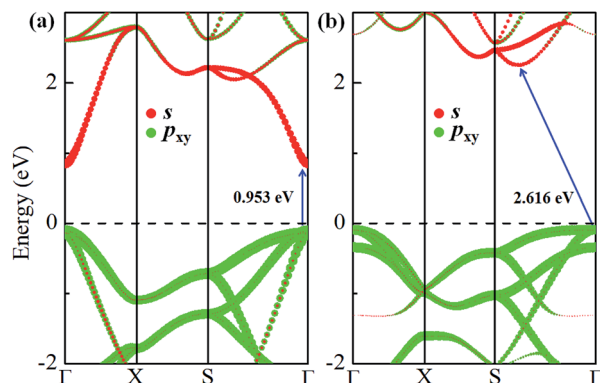 (a)
(b)
Energy (eV)
2
0
-2
s
pxy
0.953 eV
Γ X S Γ
2
0
-2
s
pxy
2.616 eV
Γ X S Γ